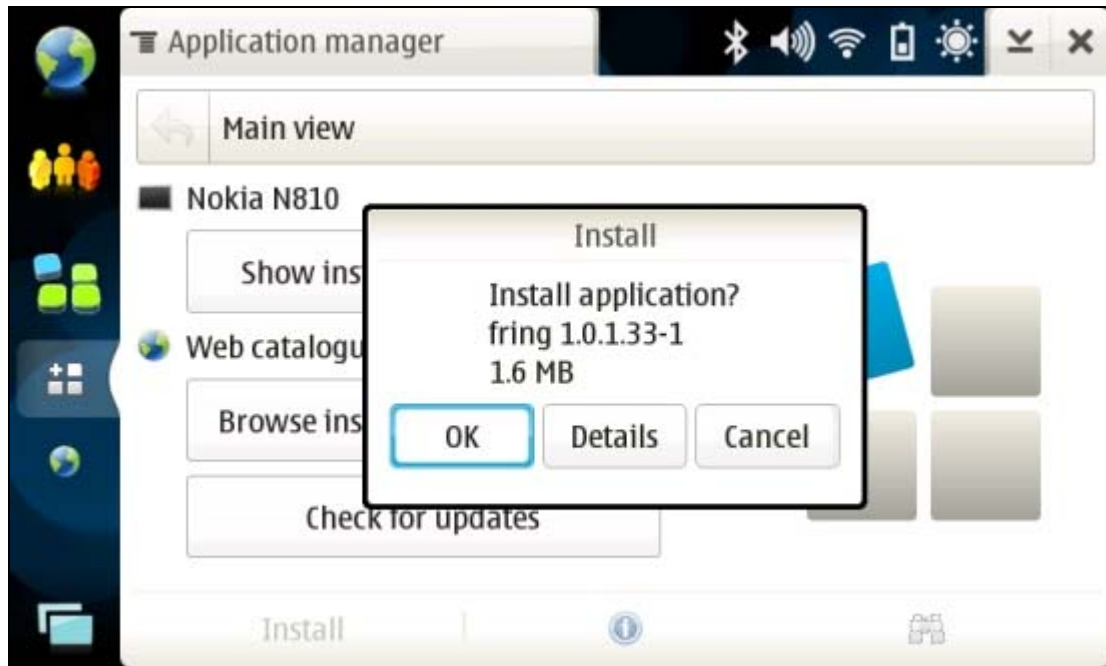 Application manager
Main view
Nokia N810
Install
Show ins
Install application?
fring 1.0.1.33-1
1.6 MB
Web catalogu
Browse ins
OK
Details
Cancel
Check for updates
Install